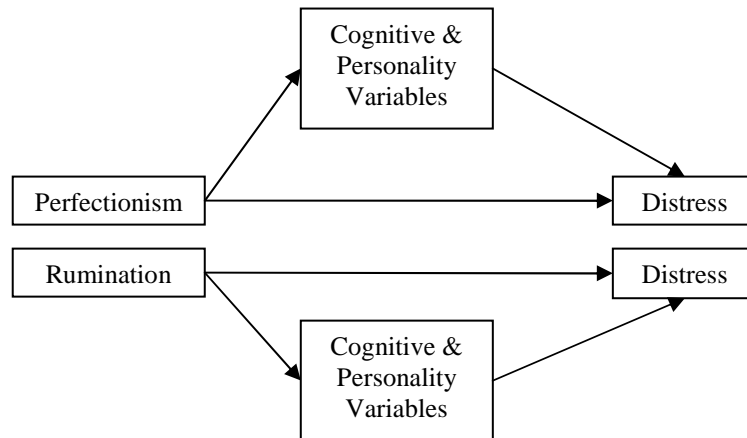 Cognitive &
Personality
Variables
Perfectionism
Distress
Rumination
Distress
Cognitive &
Personality
Variables